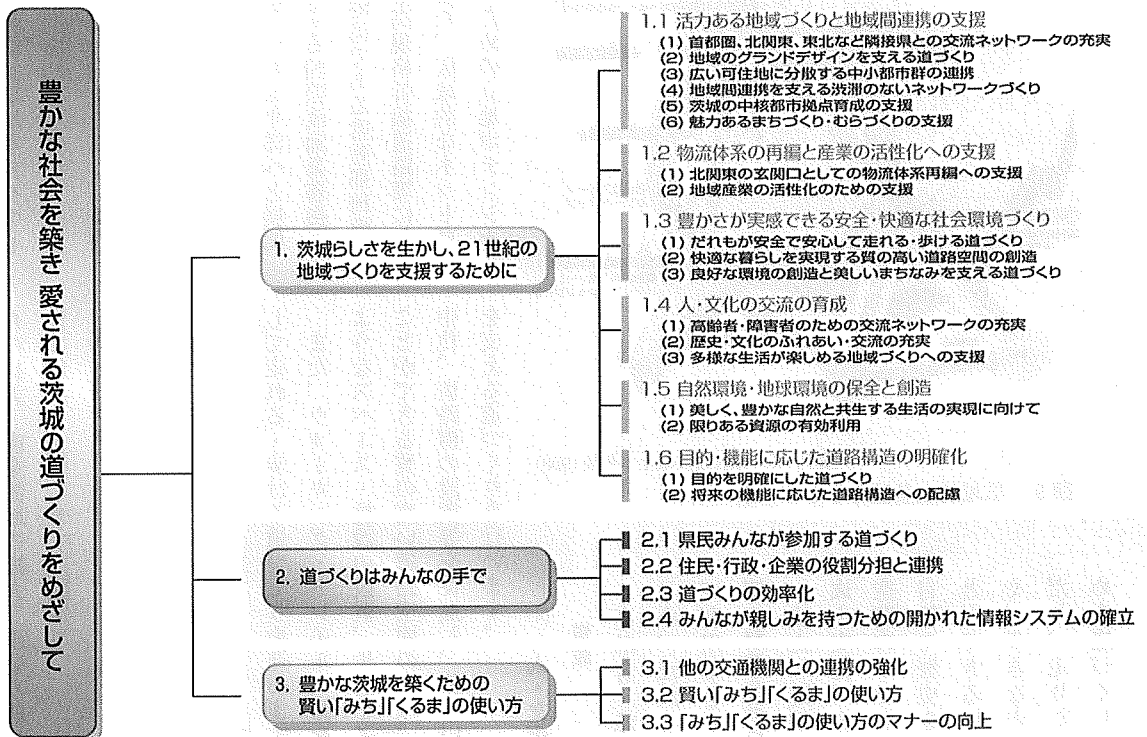 豊かな社会を築き 愛される茨城の道づくりをめざして
1. 茨城らしさを生かし、21世紀の
地域づくりを支援するために
1.1 活力ある地域づくりと地域間連携の支援
(1) 首都圏、北関東、東北など隣接県との交流ネットワークの充実
(2) 地域のグランドデザインを支える道づくり
(3) 広い可住地に分散する中小都市群の連携
(4) 地域間連携を支える渋滞のないネットワークづくり
(5) 茨城の中核都市拠点育成の支援
(6) 魅力あるまちづくり・むらづくりの支援
1.2 物流体系の再編と産業の活性化への支援
(1) 北関東の玄関口としての物流体系再編への支援
(2) 地域産業の活性化のための支援
1.3 豊かさが実感できる安全・快適な社会環境づくり
(1) だれもが安全で安心して走れる・歩ける道づくり
(2) 快適な暮らしを実現する質の高い道路空間の創造
(3) 良好な環境の創造と美しいまちなみを支える道づくり
1.4 人・文化の交流の育成
(1) 高齢者・障害者のための交流ネットワークの充実
(2) 歴史・文化のふれあい・交流の充実
(3) 多様な生活が楽しめる地域づくりへの支援
1.5 自然環境・地球環境の保全と創造
(1) 美しく、豊かな自然と共生する生活の実現に向けて
(2) 限りある資源の有効利用
1.6 目的・機能に応じた道路構造の明確化
(1) 目的を明確にした道づくり
(2) 将来の機能に応じた道路構造への配慮
2. 道づくりはみんなの手で
2.1 県民みんなが参加する道づくり
2.2 住民・行政・企業の役割分担と連携
2.3 道づくりの効率化
2.4 みんなが親しみを持つための開かれた情報システムの確立
3. 豊かな茨城を築くための
賢い「みち」「くるま」の使い方
3.1 他の交通機関との連携の強化
3.2 賢い「みち」「くるま」の使い方
3.3 「みち」「くるま」の使い方のマナーの向上